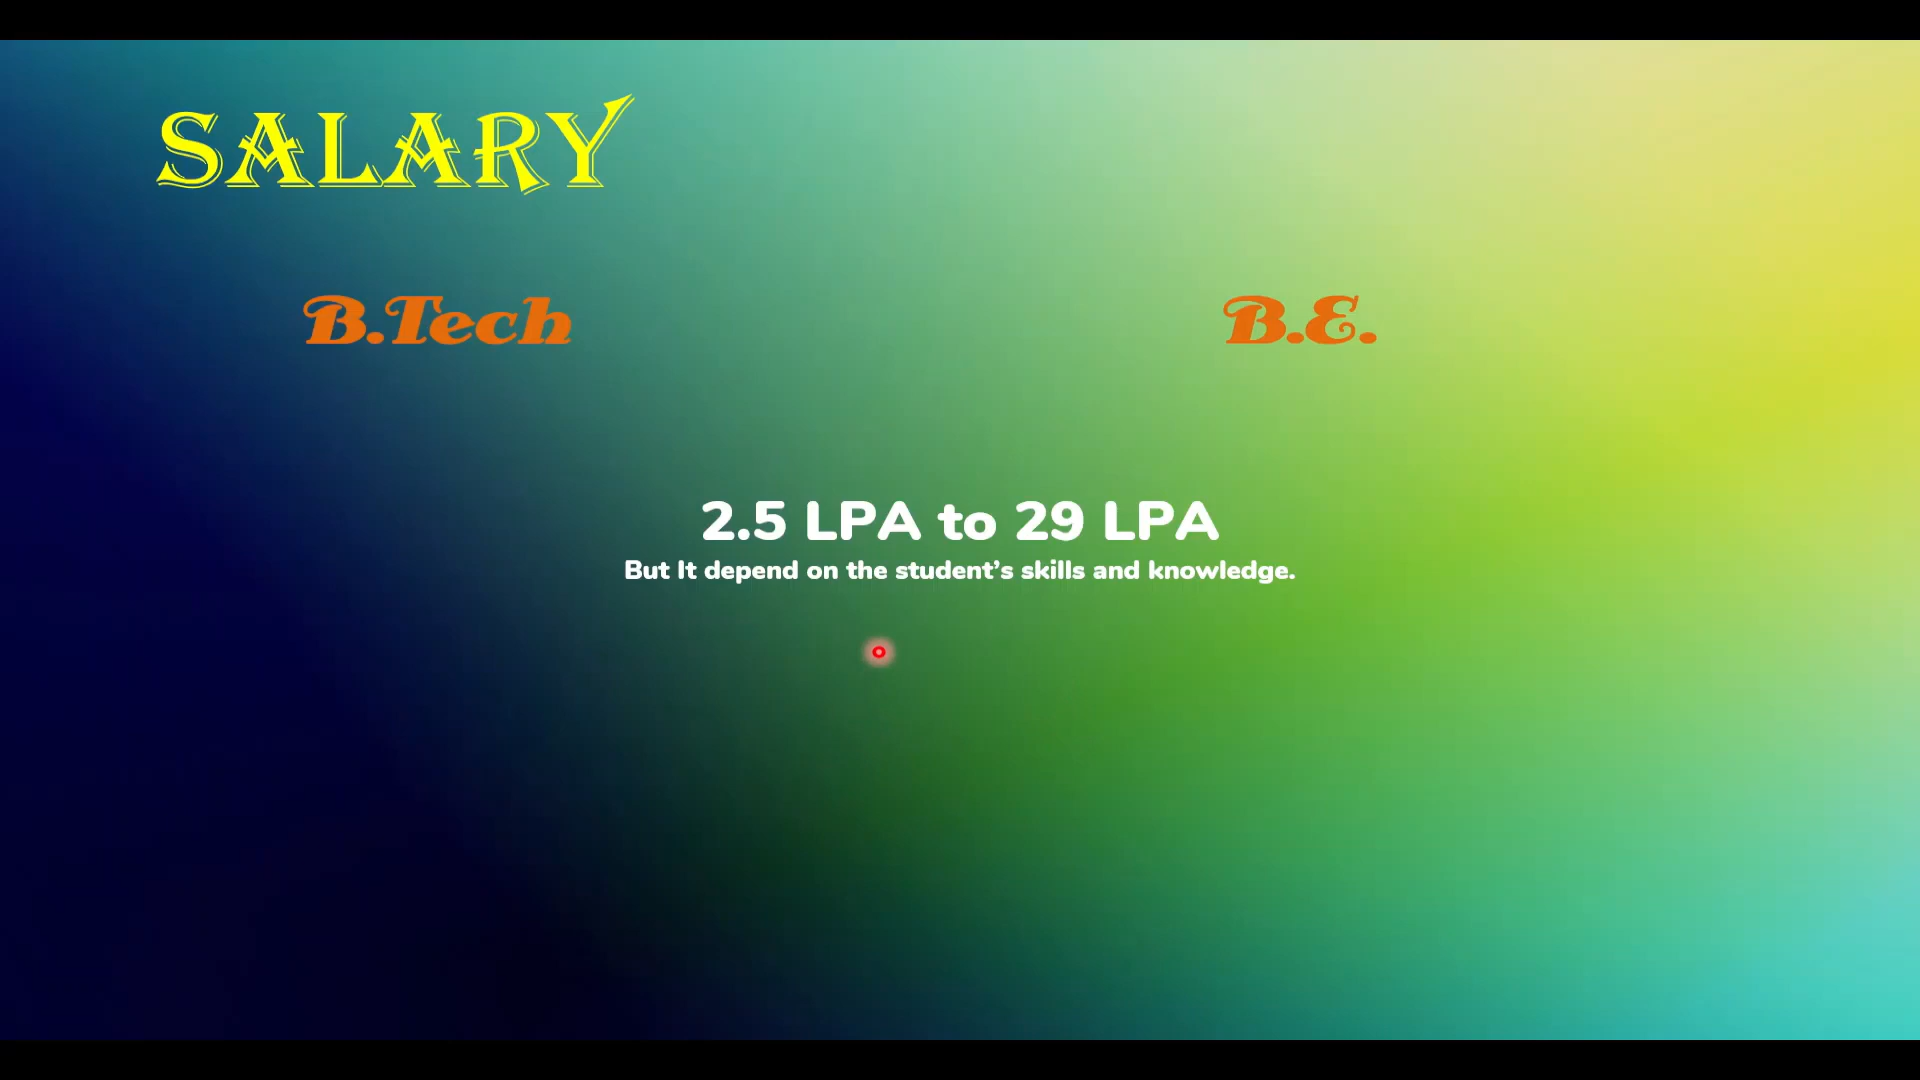 SALARY
B.Tech
B.E.
2.5 LPA to 29 LPA
But It depend on the student’s skills and knowledge.